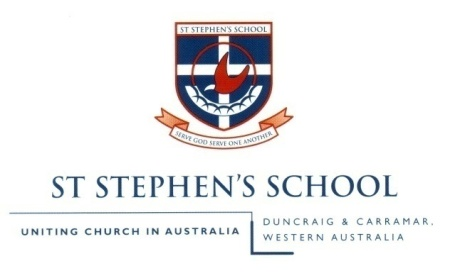 ST STEPHEN'S SCHOOL
SERVE GOD SERVE ONE ANOTHER
ST STEPHEN'S SCHOOL
UNITING CHURCH IN AUSTRALIA
DUNCRAIG & CARRAMAR,
WESTERN AUSTRALIA